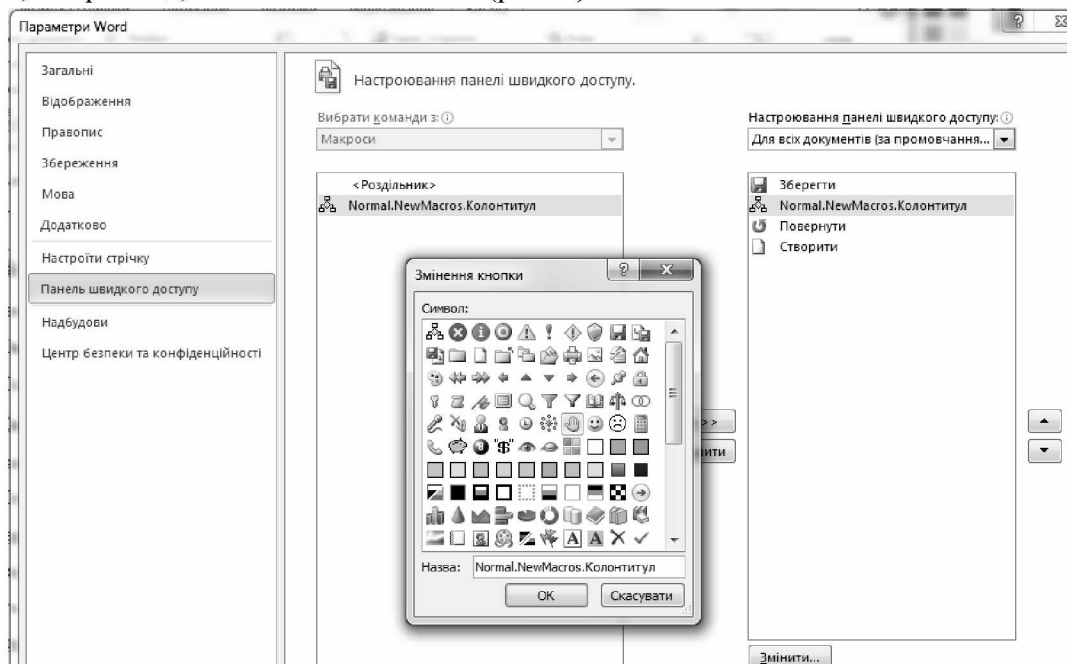 Параметри Word
Загальні
Відображення
Правопис
Збереження
Мова
Додатково
Настроїти стрічку
Панель швидкого доступу
Надбудови
Центр безпеки та конфіденційності
Настроювання панелі швидкого доступу.
Вибрати команди з:
Макроси
<Роздільник>
Normal.NewMacros.Колонтитул
Настроювання панелі швидкого доступу:
Для всіх документів (за промовчання...
Зберегти
Normal.NewMacros.Колонтитул
Повернути
Створити
Змінення кнопки
Символ:
Назва: Normal.NewMacros.Колонтитул
ОК
Скасувати
>>
Змінити...